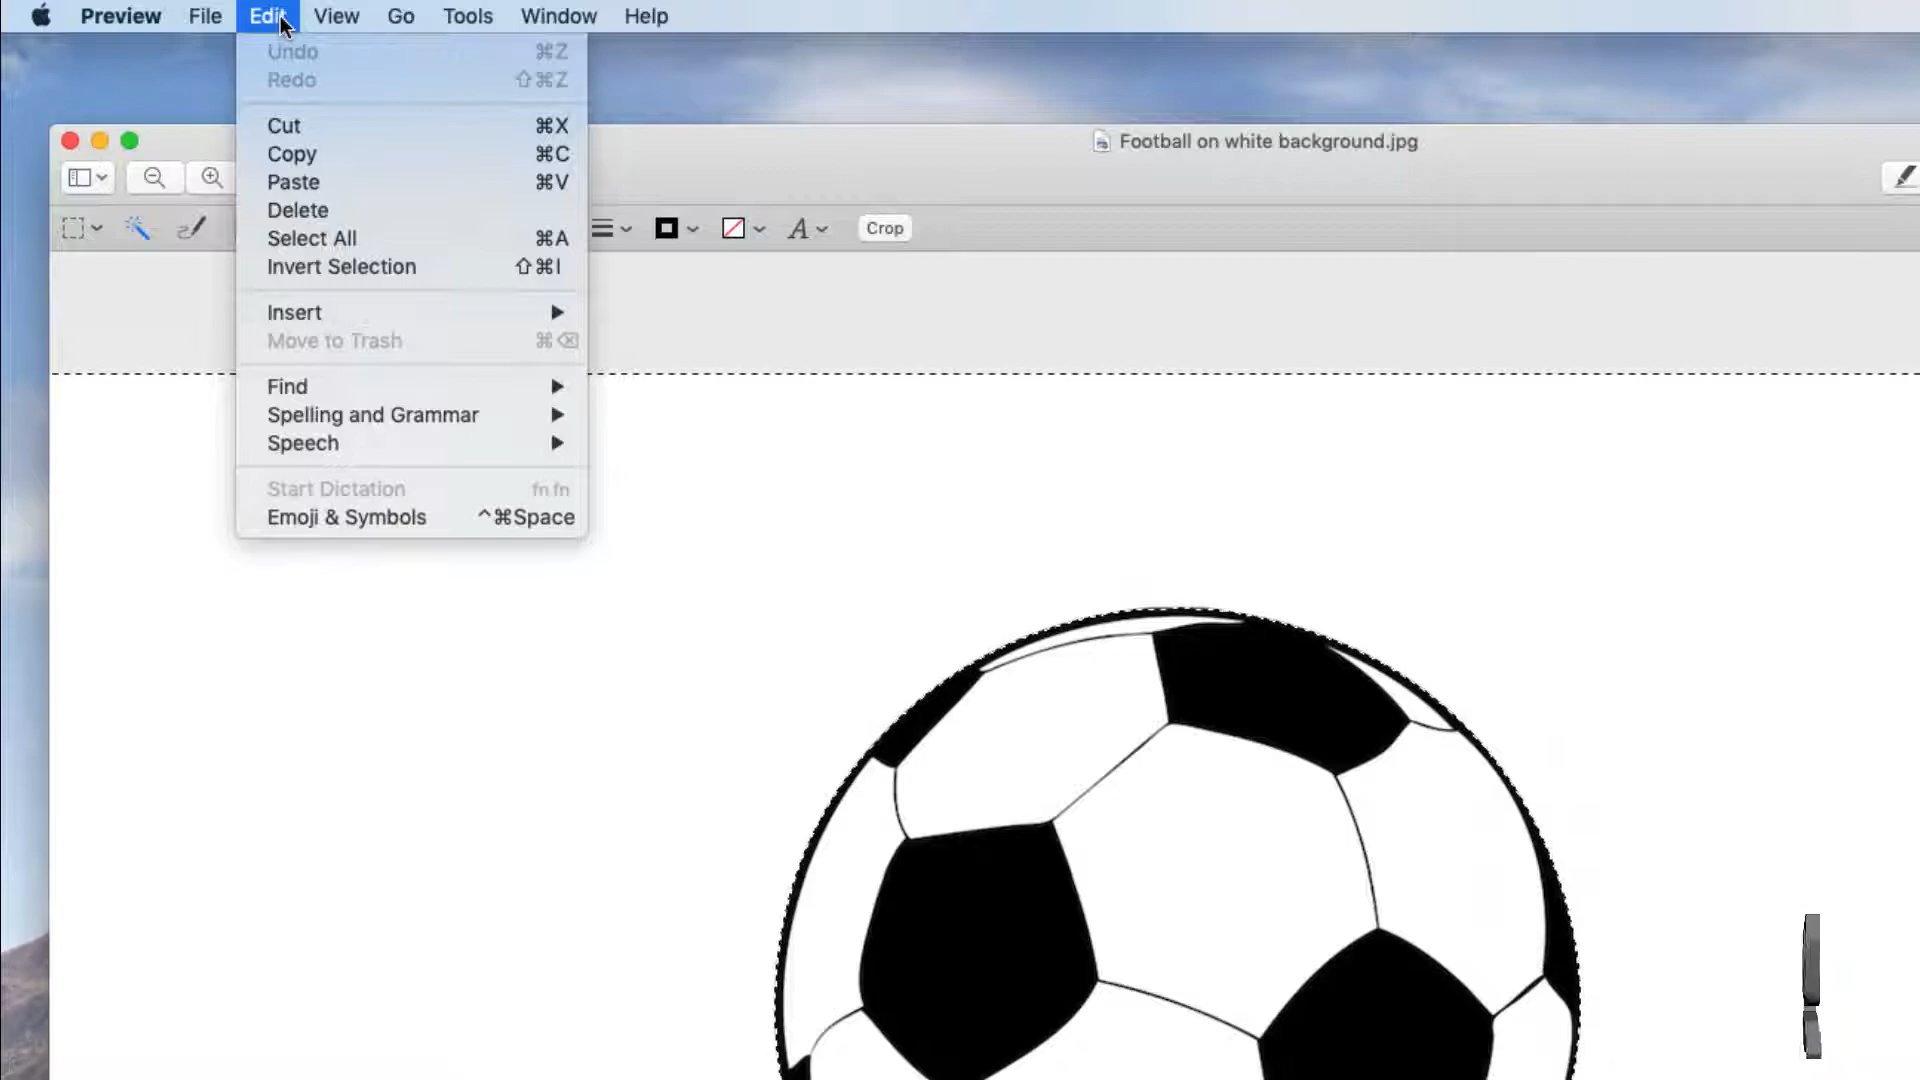 Preview File Edit View Go Tools Window Help
Undo ⌘Z
Redo ⇧⌘Z
Cut ⌘X
Copy ⌘C
Paste ⌘V
Delete
Select All ⌘A
Invert Selection ⇧⌘I
Insert
Move to Trash ⌘⌫
Find
Spelling and Grammar
Speech
Start Dictation fn fn
Emoji & Symbols ^⌘Space
Football on white background.jpg
A
Crop